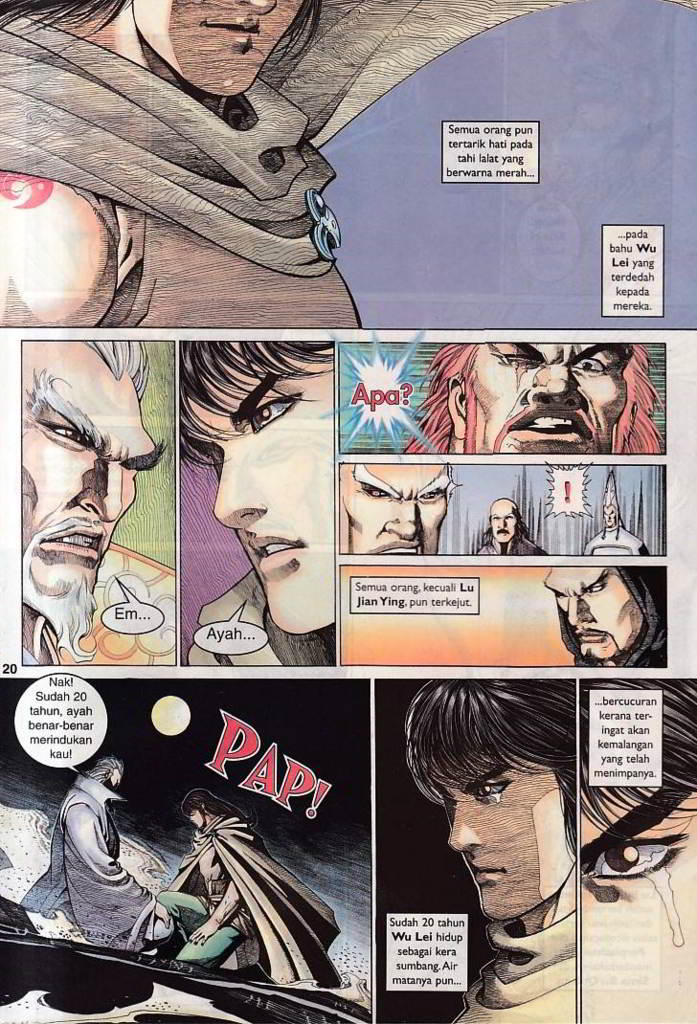 Semua orang pun
tertarik hati pada
tahi lalat yang
berwarna merah...
...pada
bahu Wu
Lei yang
terdedah
kepada
mereka.
Em...
Ayah...
Apa?
!
Semua orang, kecuali Lu
Jian Ying, pun terkejut.
20
Nak!
Sudah 20
tahun, ayah
benar-benar
merindukan
kau!
PAP!
Sudah 20 tahun
Wu Lei hidup
sebagai kera
sumbang. Air
matanya pun...
...bercucuran
kerana ter-
ingat akan
kemalangan
yang telah
menimpanya.